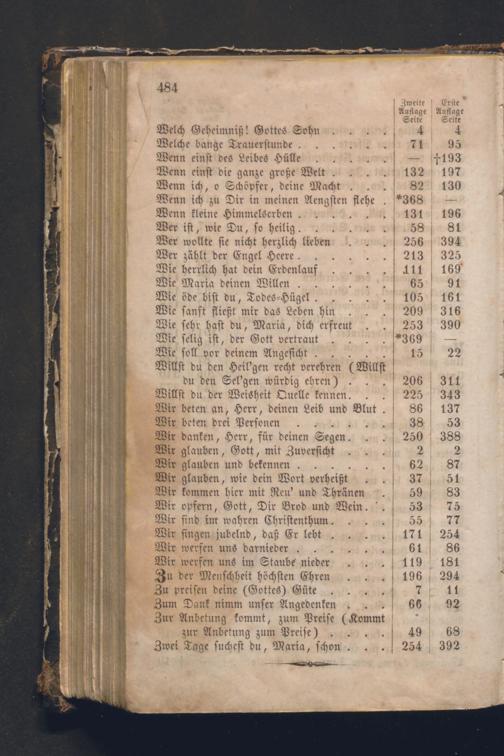 484
Zweite Auflage Seite Erste Auflage Seite
Welch Geheimniß! Gottes Sohn . . . . 4 4
Welche bange Trauerstunde . . . . . . 71 95
Wenn einst des Leibes Hülle . . . . . — †193
Wenn einst die ganze große Welt . . . . 132 197
Wenn ich, o Schöpfer, deine Macht . . . 82 130
Wenn ich zu Dir in meinen Aengsten flehe . *368 —
Wenn kleine Himmelserben . . . . . . 131 196
Wer ist, wie Du, so heilig . . . . . . 58 81
Wer wollte sie nicht herzlich lieben . . . 256 394
Wer zählt der Engel Heere . . . . . . 213 325
Wie herrlich hat dein Erdenlauf . . . . 111 169
Wie Maria deinen Willen . . . . . . 65 91
Wie öde bist du, Todes-Hügel . . . . . 105 161
Wie sanft fließt mir das Leben hin . . . 209 316
Wie sehr hast du, Maria, dich erfreut . . 253 390
Wie selig ist, der Gott vertraut . . . . *369 —
Wie soll vor deinem Angesicht . . . . . 15 22
Willst du den Heil'gen recht verehren (Willst
du den Sel'gen würdig ehren) . . . 206 311
Willst du der Weisheit Quelle kennen . . . 225 343
Wir beten an, Herr, deinen Leib und Blut . 86 137
Wir beten drei Personen . . . . . . 38 53
Wir danken, Herr, für deinen Segen . . . 250 388
Wir glauben, Gott, mit Zuversicht . . . 2 2
Wir glauben und bekennen . . . . . . 62 87
Wir glauben, wie dein Wort verheißt . . 37 51
Wir kommen hier mit Reu' und Thränen . 59 83
Wir opfern, Gott, Dir Brod und Wein . . 53 75
Wir sind im wahren Christenthum . . . . 55 77
Wir singen jubelnd, daß Er lebt . . . . 171 254
Wir werfen uns darnieder . . . . . . 61 86
Wir werfen uns im Staube nieder . . . 119 181
Zu der Menschheit höchsten Ehren . . . 196 294
Zu preisen deine (Gottes) Güte . . . . 7 11
Zum Dank nimm unser Angedenken . . . 66 92
Zur Anbetung kommt, zum Preise (Kommt
zur Anbetung zum Preise) . . . . 49 68
Zwei Tage suchest du, Maria, schon . . . 254 392